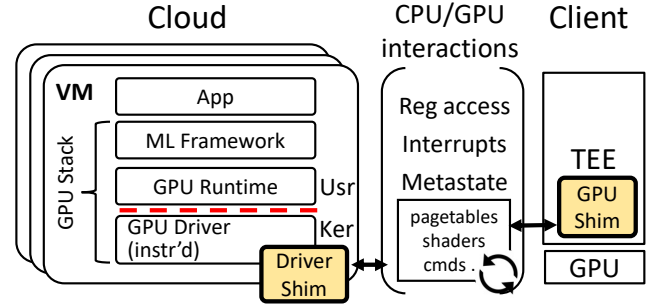 Cloud
CPU/GPU
interactions
Client
VM
App
GPU Stack
ML Framework
GPU Runtime
Usr
GPU Driver
(instr'd)
Ker
Driver
Shim
Reg access
Interrupts
Metastate
pagetables
shaders
cmds .
TEE
GPU
Shim
GPU